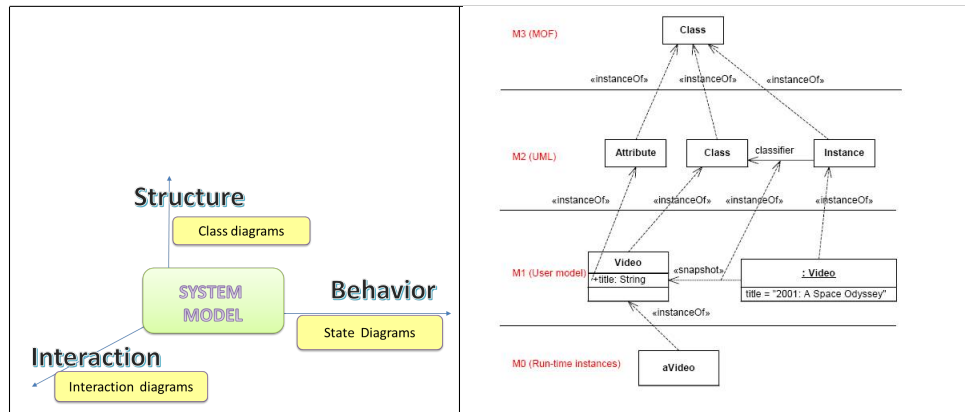 Structure
Class diagrams
SYSTEM
MODEL
Behavior
State Diagrams
Interaction
Interaction diagrams
M3 (MOF)
Class
«instanceOf»
«instanceOf»
«instanceOf»
M2 (UML)
Attribute
Class
classifier
Instance
«instanceOf»
«instanceOf»
«instanceOf»
«instanceOf»
M1 (User model)
Video
+title: String
«snapshot»
: Video
title = "2001: A Space Odyssey"
«instanceOf»
M0 (Run-time instances)
aVideo